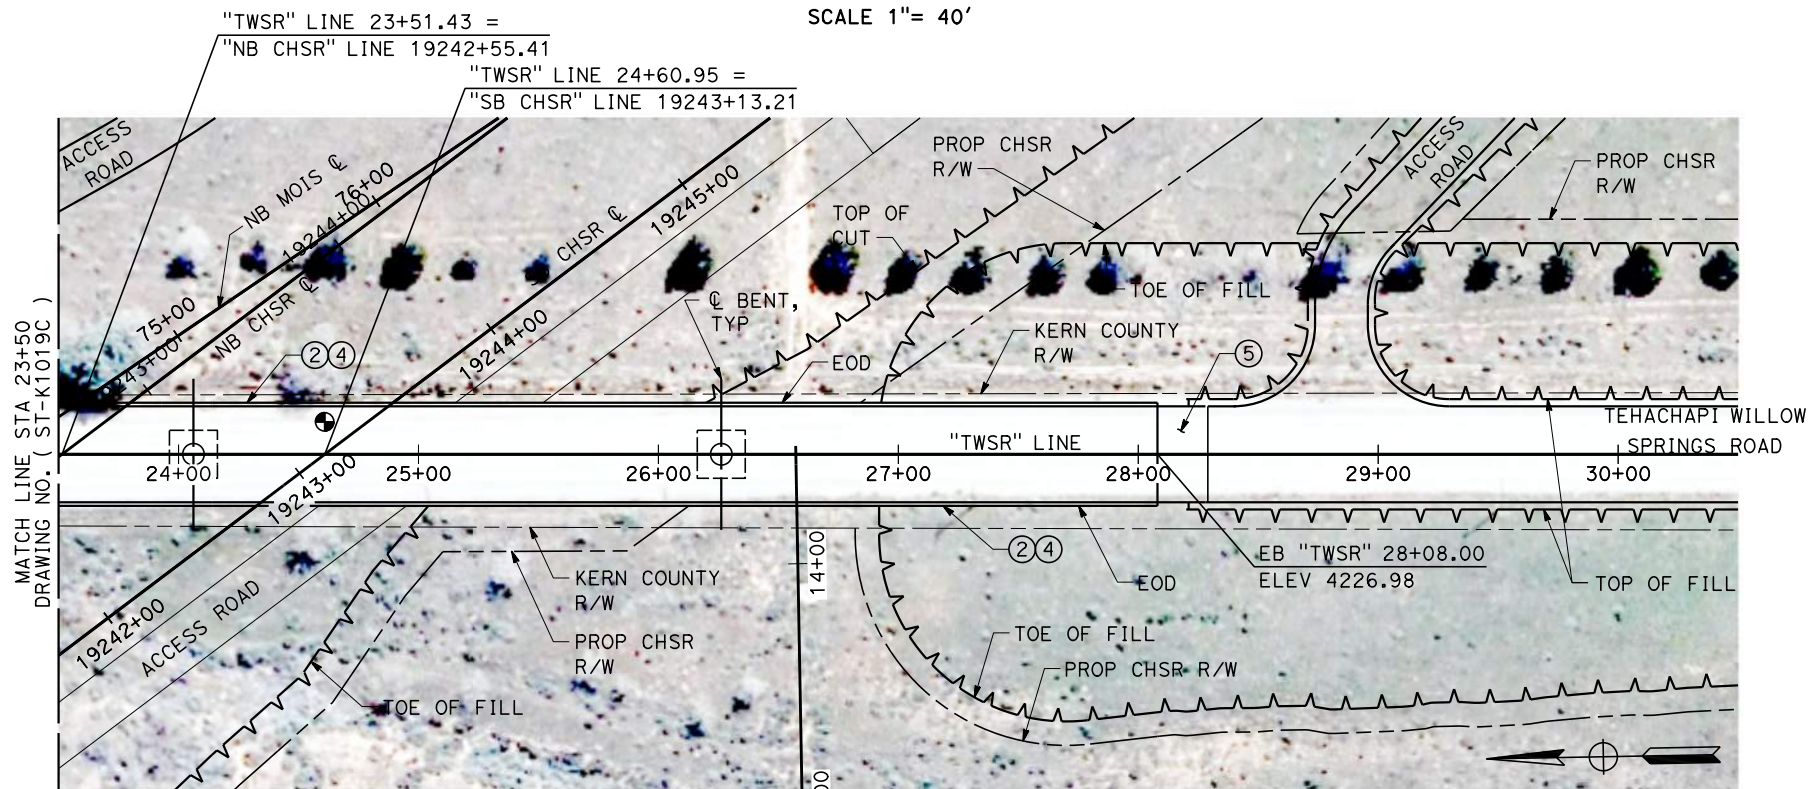 SCALE 1"= 40'
"TWSR" LINE 23+51.43 =
"NB CHSR" LINE 19242+55.41
"TWSR" LINE 24+60.95 =
"SB CHSR" LINE 19243+13.21
ACCESS
ROAD
NB MOIS ℄
76+00
19244+00
75+00
19243+00
NB CHSR ℄
CHSR ℄
19245+00
19244+00
PROP CHSR
R/W
TOP OF
CUT
ACCESS
ROAD
PROP CHSR
R/W
℄ BENT,
TYP
TOE OF FILL
KERN COUNTY
R/W
EOD
2 4
5
MATCH LINE STA 23+50
DRAWING NO. ( ST-K1019C )
"TWSR" LINE
TEHACHAPI WILLOW
SPRINGS ROAD
24+00
25+00
26+00
27+00
28+00
29+00
30+00
19243+00
19242+00
ACCESS ROAD
KERN COUNTY
R/W
PROP CHSR
R/W
TOE OF FILL
14+00
2 4
EOD
EB "TWSR" 28+08.00
ELEV 4226.98
TOP OF FILL
TOE OF FILL
PROP CHSR R/W
00